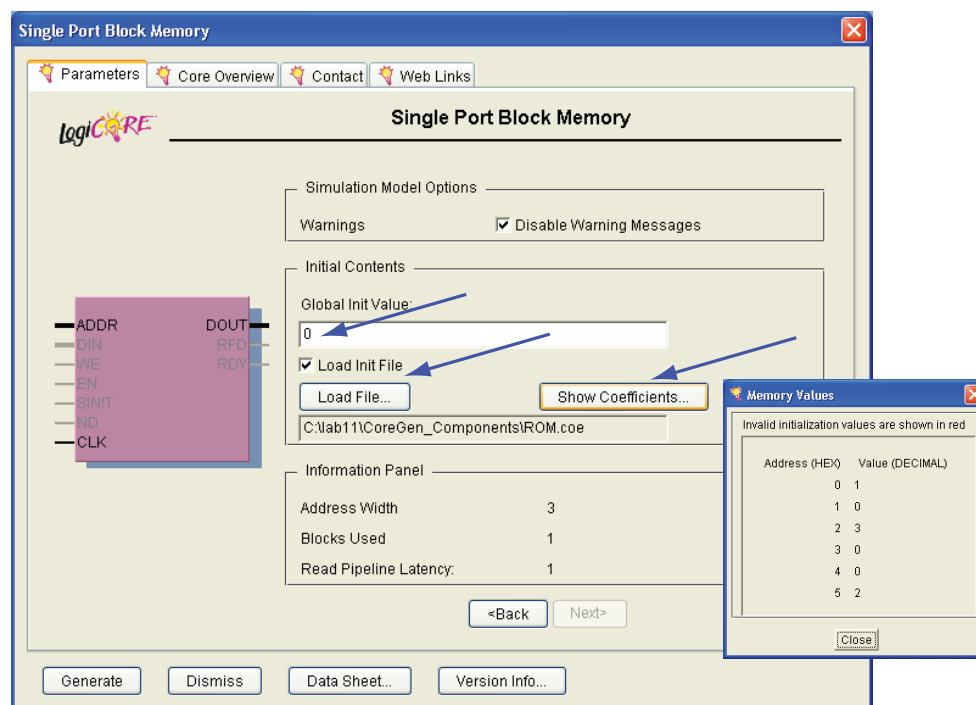 Single Port Block Memory
Parameters Core Overview Contact Web Links
LogiCORE
Single Port Block Memory
Simulation Model Options
Warnings Disable Warning Messages
Initial Contents
Global Init Value:
0
Load Init File
Load File... Show Coefficients...
C:\lab11\CoreGen_Components\ROM.coe
ADDR DOUT
DIN RFD
WE RDY
EN
SINIT
ND
CLK
Information Panel
Address Width 3
Blocks Used 1
Read Pipeline Latency: 1
<Back Next>
Generate Dismiss Data Sheet... Version Info...
Memory Values
Invalid initialization values are shown in red
Address (HEX) Value (DECIMAL)
0 1
1 0
2 3
3 0
4 0
5 2
Close